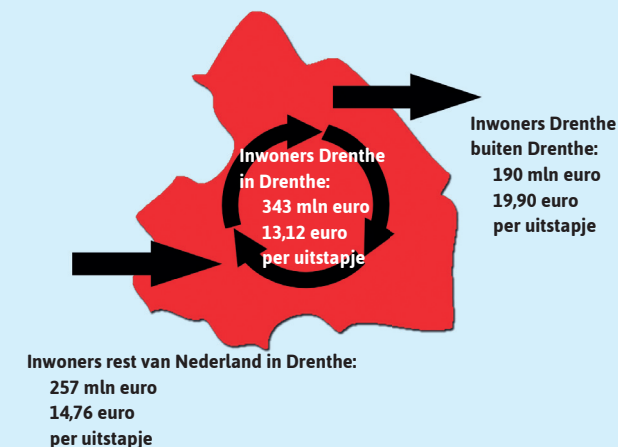 Inwoners Drenthe
buiten Drenthe:
190 mln euro
19,90 euro
per uitstapje
Inwoners Drenthe
in Drenthe:
343 mln euro
13,12 euro
per uitstapje
Inwoners rest van Nederland in Drenthe:
257 mln euro
14,76 euro
per uitstapje